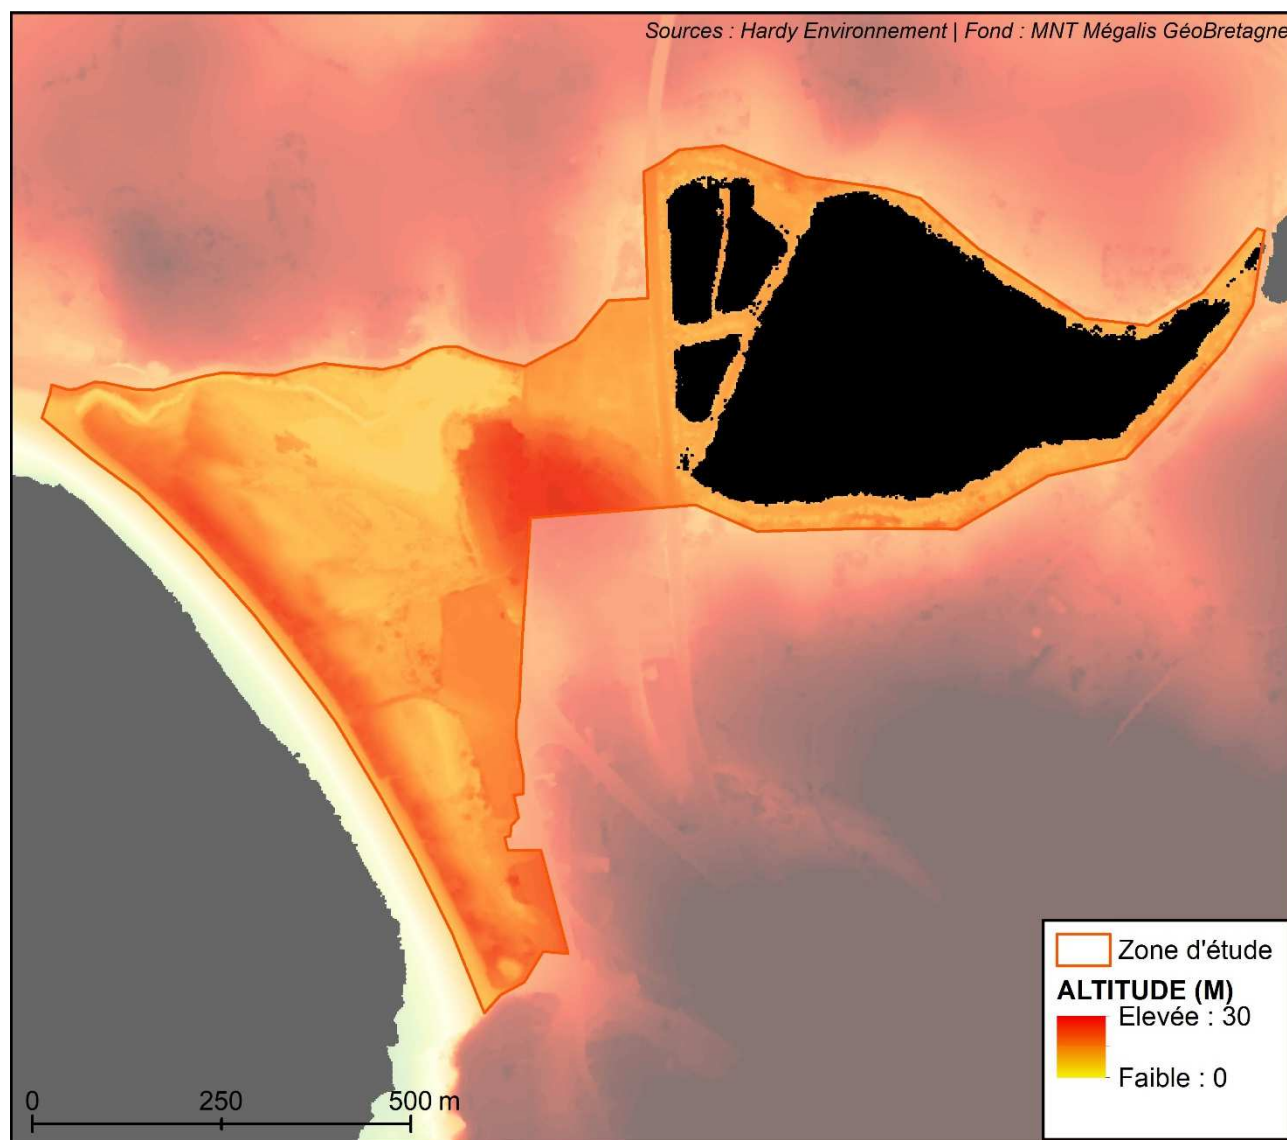 Sources : Hardy Environnement | Fond : MNT Mégalis GéoBretagne
Zone d'étude
ALTITUDE (M)
Elevée : 30
Faible : 0
0 250 500 m